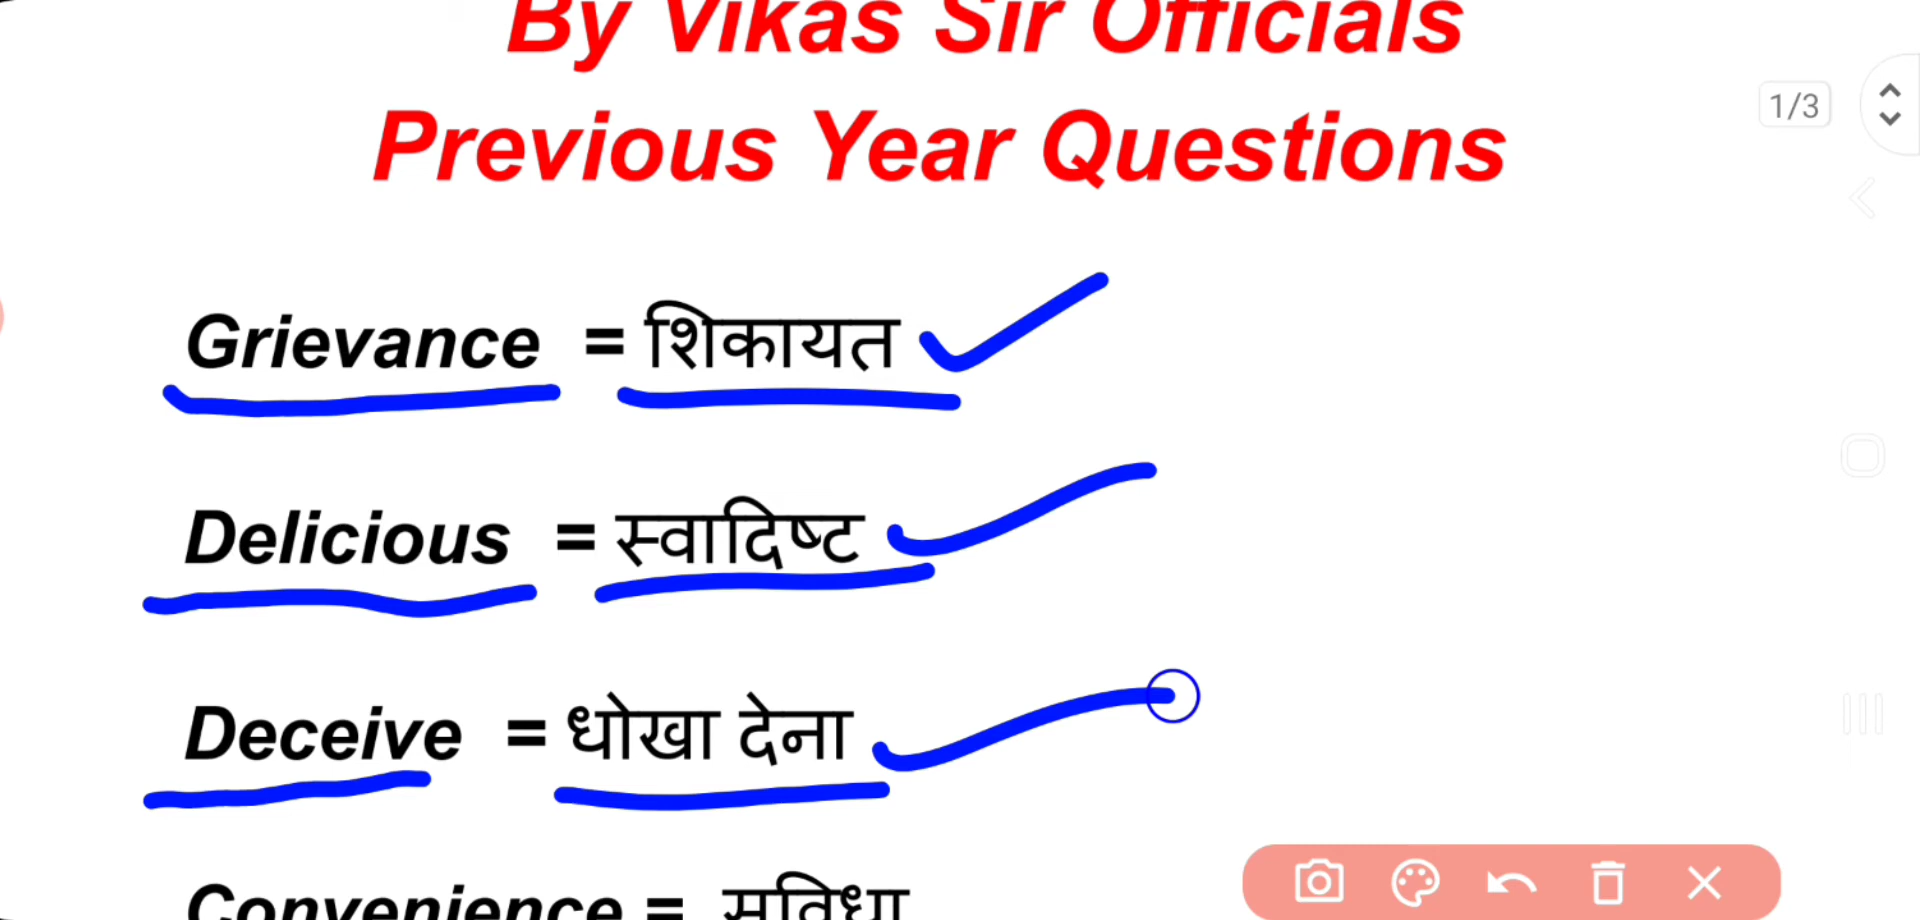 By Vikas Sir Officials
Previous Year Questions
1/3
Grievance = शिकायत
Delicious = स्वादिष्ट
Deceive = धोखा देना
Convenience = सुविधा